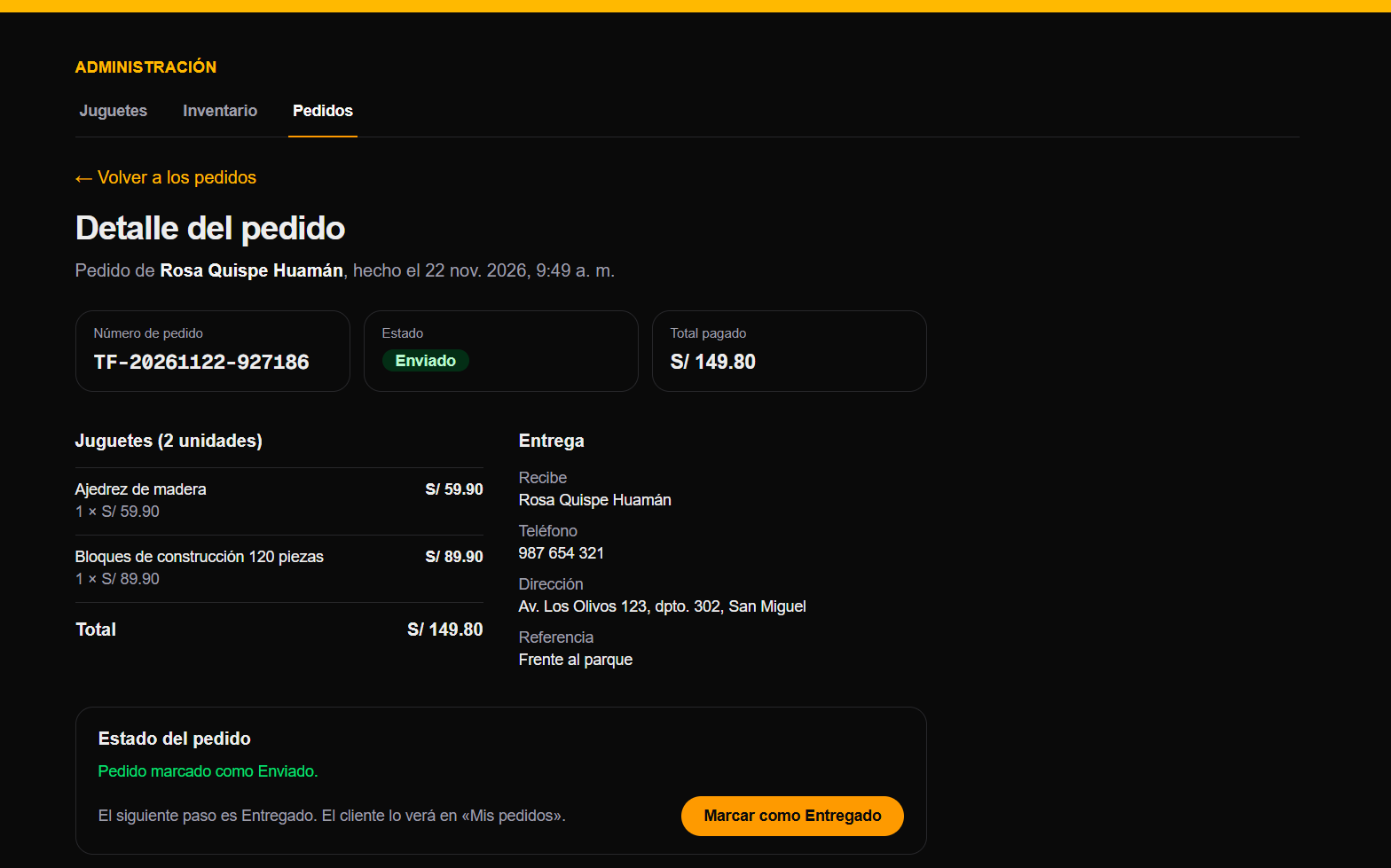 ADMINISTRACIÓN
Juguetes Inventario Pedidos
← Volver a los pedidos
Detalle del pedido
Pedido de Rosa Quispe Huamán, hecho el 22 nov. 2026, 9:49 a. m.
Número de pedido
TF-20261122-927186
Estado
Enviado
Total pagado
S/ 149.80
Juguetes (2 unidades)
Ajedrez de madera S/ 59.90
1 × S/ 59.90
Bloques de construcción 120 piezas S/ 89.90
1 × S/ 89.90
Total S/ 149.80
Entrega
Recibe
Rosa Quispe Huamán
Teléfono
987 654 321
Dirección
Av. Los Olivos 123, dpto. 302, San Miguel
Referencia
Frente al parque
Estado del pedido
Pedido marcado como Enviado.
El siguiente paso es Entregado. El cliente lo verá en «Mis pedidos».
Marcar como Entregado